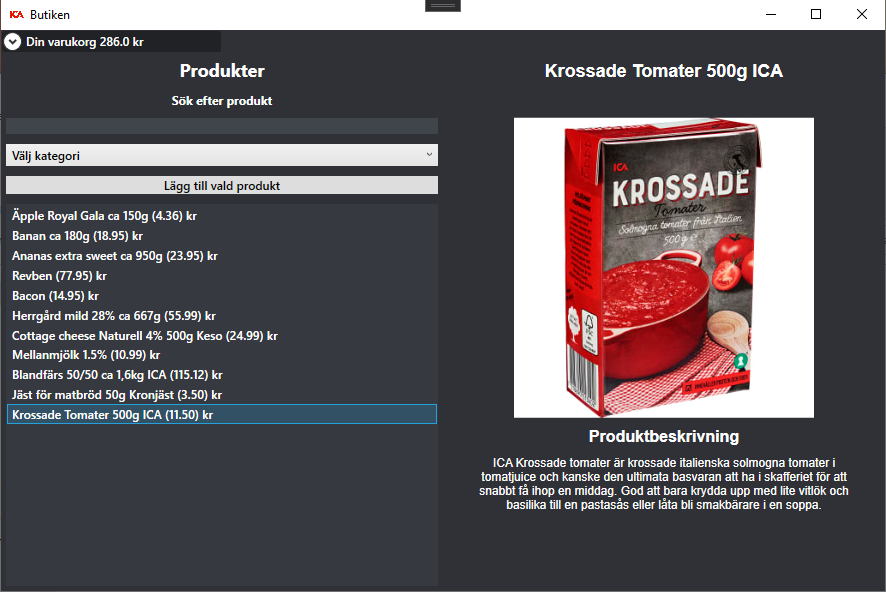 ICA Butiken
Din varukorg 286.0 kr
Produkter
Sök efter produkt
Välj kategori
Lägg till vald produkt
Äpple Royal Gala ca 150g (4.36) kr
Banan ca 180g (18.95) kr
Ananas extra sweet ca 950g (23.95) kr
Revben (77.95) kr
Bacon (14.95) kr
Herrgård mild 28% ca 667g (55.99) kr
Cottage cheese Naturell 4% 500g Keso (24.99) kr
Mellanmjölk 1.5% (10.99) kr
Blandfärs 50/50 ca 1,6kg ICA (115.12) kr
Jäst för matbröd 50g Kronjäst (3.50) kr
Krossade Tomater 500g ICA (11.50) kr
Krossade Tomater 500g ICA
ICA
KROSSADE
Tomater
Solmogna tomater från Italien
500 g e
Produktbeskrivning
ICA Krossade tomater är krossade italienska solmogna tomater i
tomatjuice och kanske den ultimata basvaran att ha i skafferiet för att
snabbt få ihop en middag. God att bara krydda upp med lite vitlök och
basilika till en pastasås eller låta bli smakbärare i en soppa.